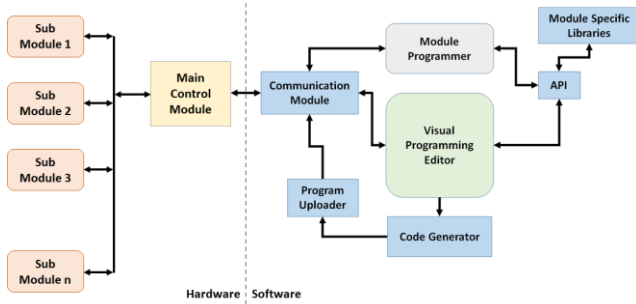 Sub
Module 1
Sub
Module 2
Sub
Module 3
Sub
Module n
Main
Control
Module
Communication
Module
Module
Programmer
Module Specific
Libraries
API
Visual
Programming
Editor
Program
Uploader
Code Generator
Hardware
Software